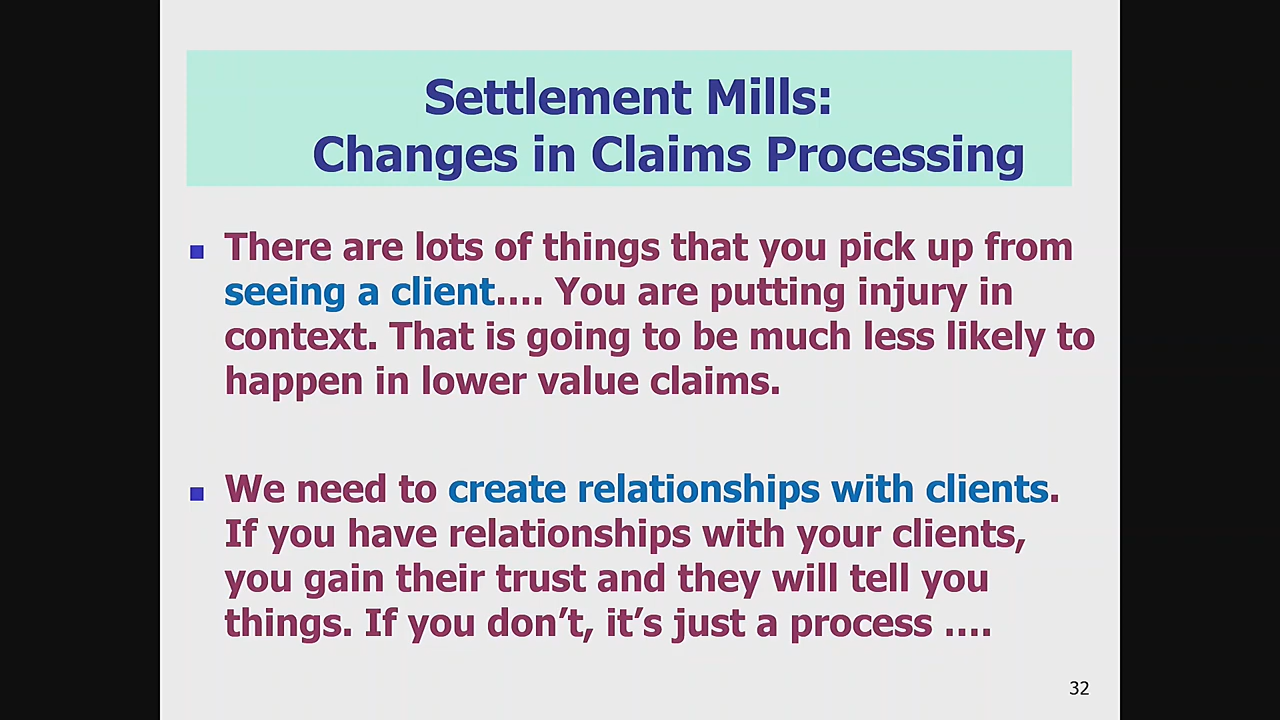 Settlement Mills:
Changes in Claims Processing
There are lots of things that you pick up from
seeing a client.... You are putting injury in
context. That is going to be much less likely to
happen in lower value claims.
We need to create relationships with clients.
If you have relationships with your clients,
you gain their trust and they will tell you
things. If you don’t, it’s just a process ....
32